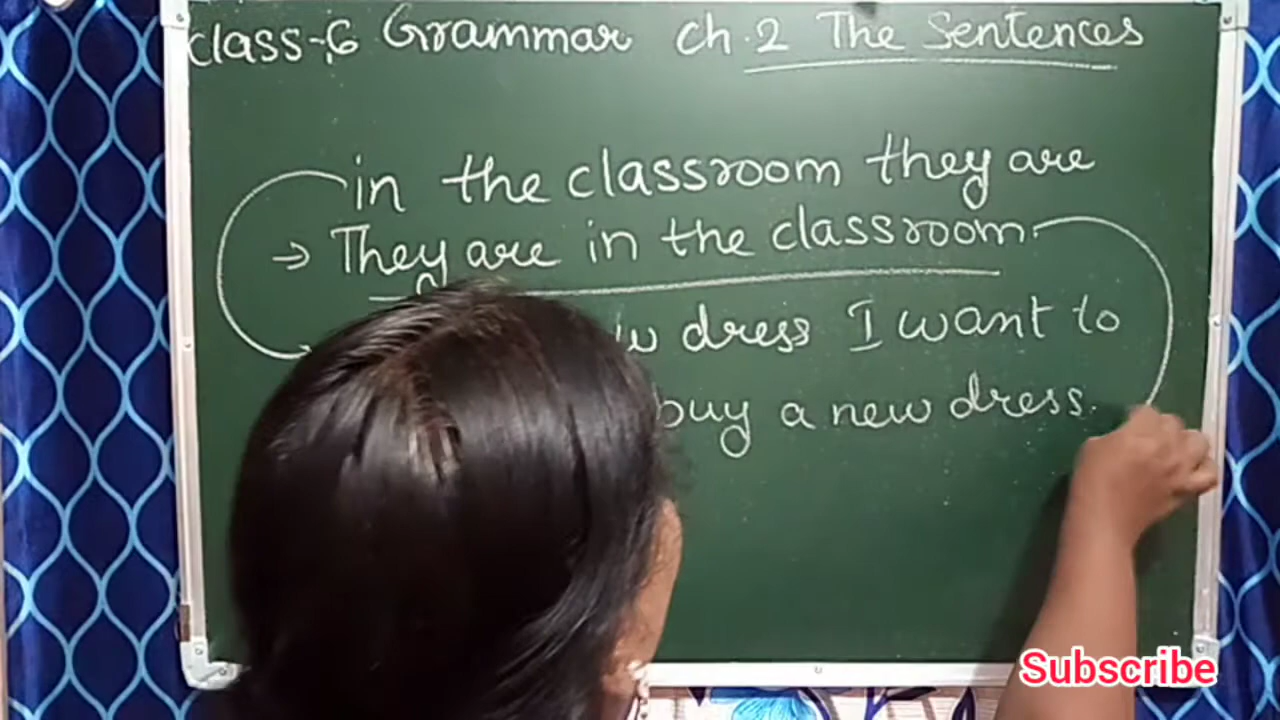 class-6 Grammar ch.2 The Sentences
in the classroom they are
→ They are in the classroom.
dress I want to
buy a new dress.
Subscribe